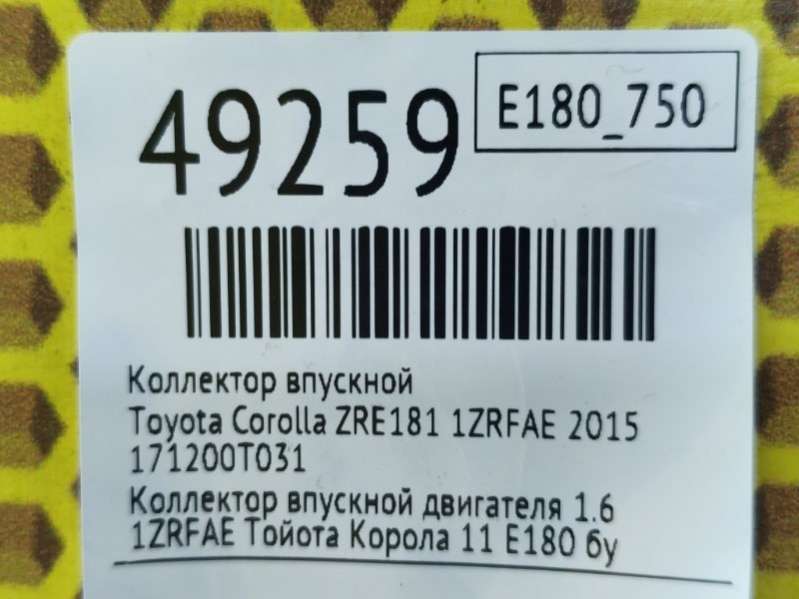 49259
E180_750
Коллектор впускной
Toyota Corolla ZRE181 1ZRFAE 2015
171200T031
Коллектор впускной двигателя 1.6
1ZRFAE Тойота Корола 11 E180 бу